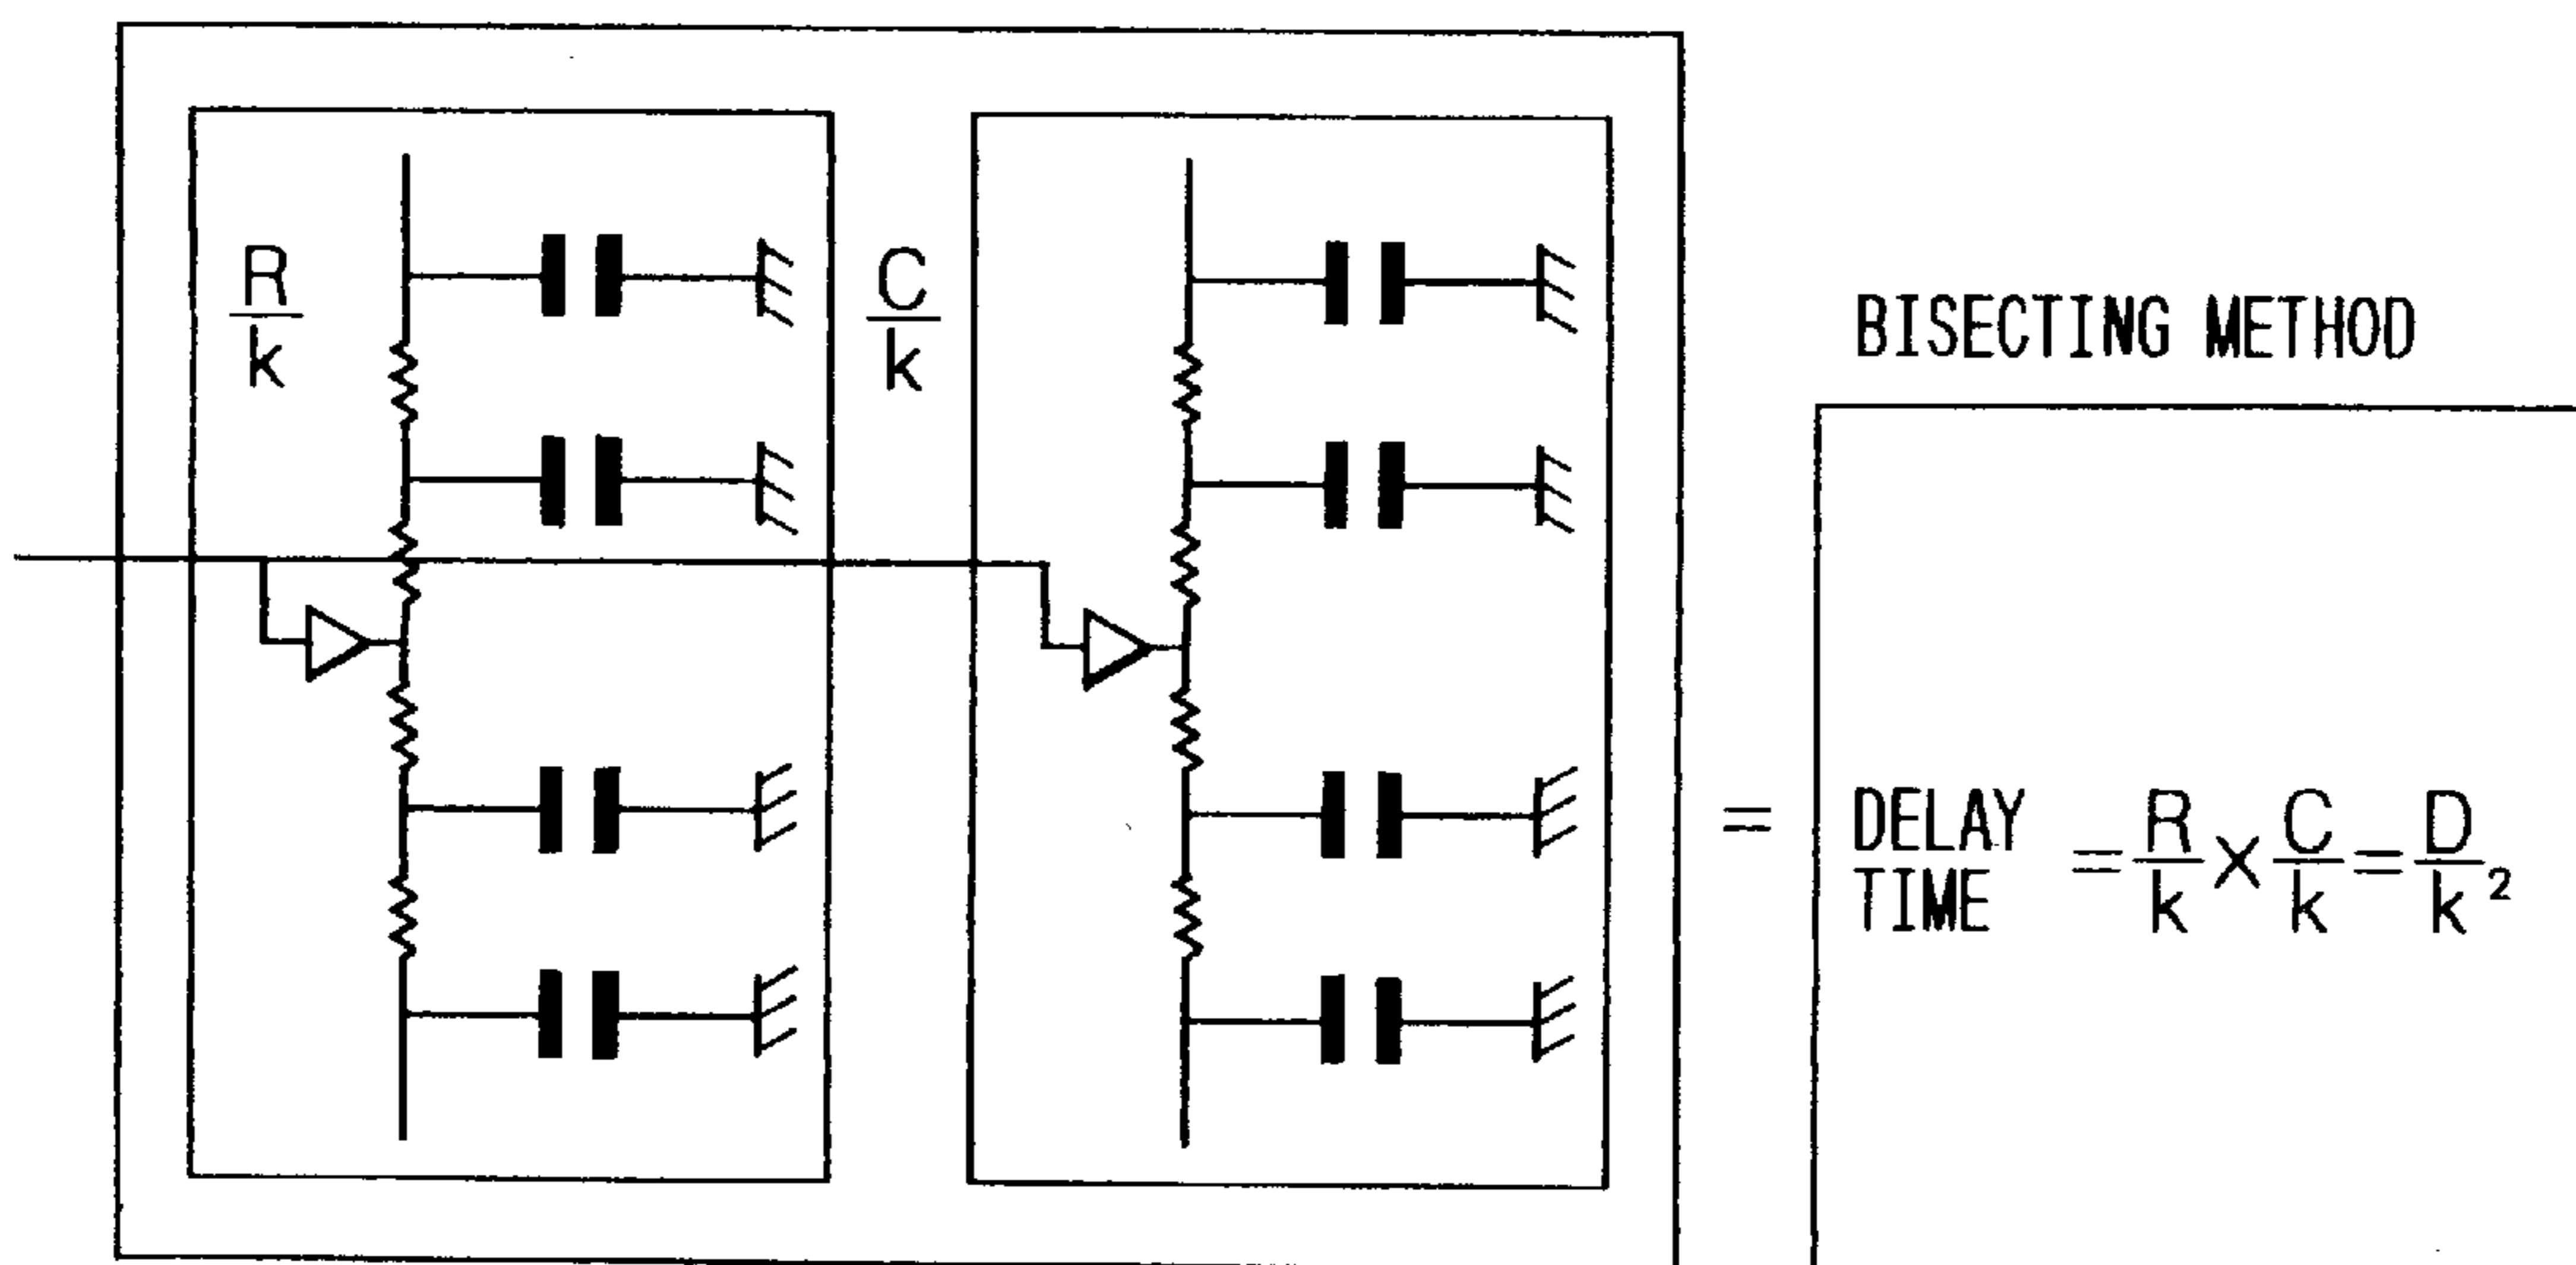 R/k
C/k
BISECTING METHOD
= DELAY TIME = R/k × C/k = D/k²